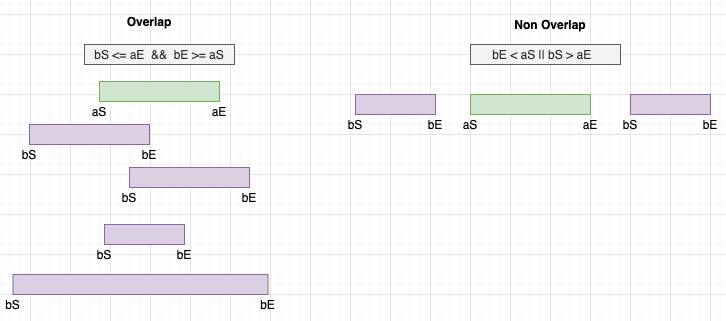 Overlap
bS <= aE && bE >= aS
aS aE
bS bE
bS bE
bS bE
bS bE
Non Overlap
bE < aS || bS > aE
bS bE aS aE bS bE